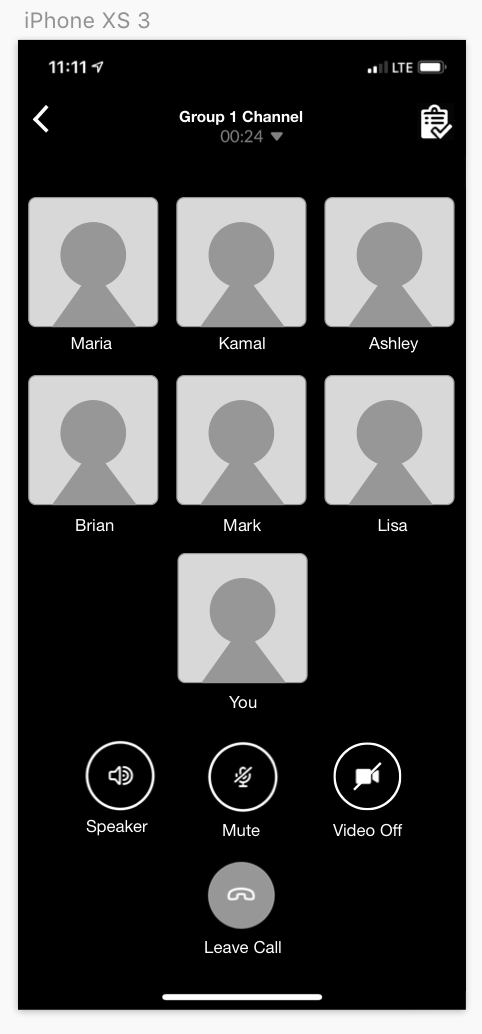 iPhone XS 3
11:11 LTE
Group 1 Channel
00:24
Maria Kamal Ashley
Brian Mark Lisa
You
Speaker Mute Video Off
Leave Call